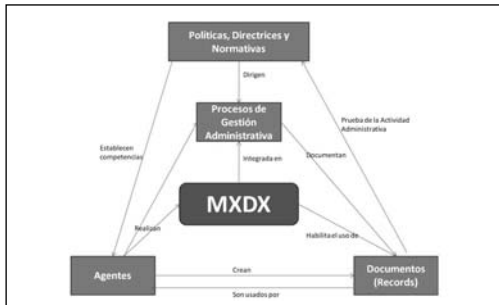 Políticas, Directrices y
Normativas
Dirigen
Procesos de
Gestión
Administrativa
Prueba de la Actividad
Administrativa
Establesen
competencias
Integrada en
Documentan
MXDX
Realizan
Habilita el uso de
Agentes
Crean
Documentos
(Records)
Son usados por